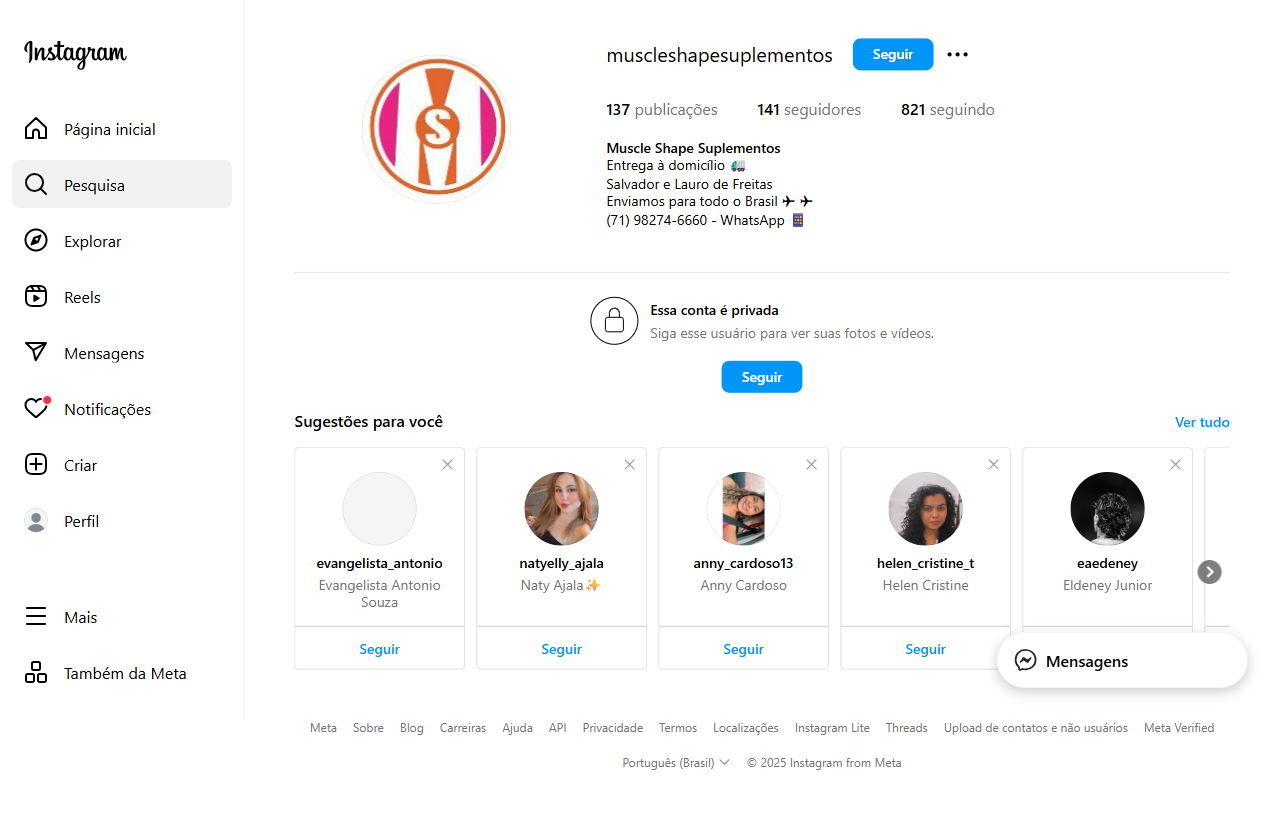 Instagram
Página inicial
Pesquisa
Explorar
Reels
Mensagens
Notificações
Criar
Perfil
Mais
Também da Meta
muscleshapesuplementos
Seguir
137 publicações 141 seguidores 821 seguindo
Muscle Shape Suplementos
Entrega à domicílio 🚛
Salvador e Lauro de Freitas
Enviamos para todo o Brasil ✈ ✈
(71) 98274-6660 - WhatsApp 📱
S
Essa conta é privada
Siga esse usuário para ver suas fotos e vídeos.
Seguir
Sugestões para você Ver tudo
evangelista_antonio
Evangelista Antonio
Souza
Seguir
natyelly_ajala
Naty Ajala✨
Seguir
anny_cardoso13
Anny Cardoso
Seguir
helen_cristine_t
Helen Cristine
Seguir
eaedeney
Eldeney Junior
Mensagens
Meta Sobre Blog Carreiras Ajuda API Privacidade Termos Localizações Instagram Lite Threads Upload de contatos e não usuários Meta Verified
Português (Brasil) © 2025 Instagram from Meta